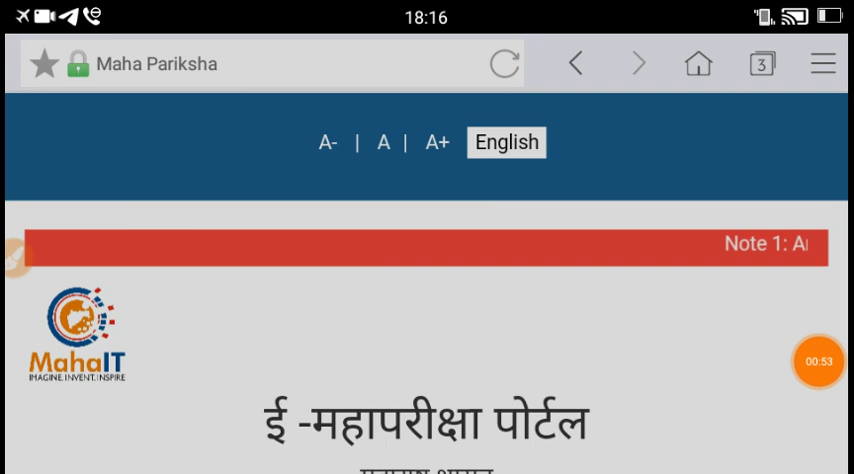 18:16
Maha Pariksha
3
A- | A | A+ English
Note 1:
MahaIT
IMAGINE. INVENT. INSPIRE
00:53
ई -महापरीक्षा पोर्टल